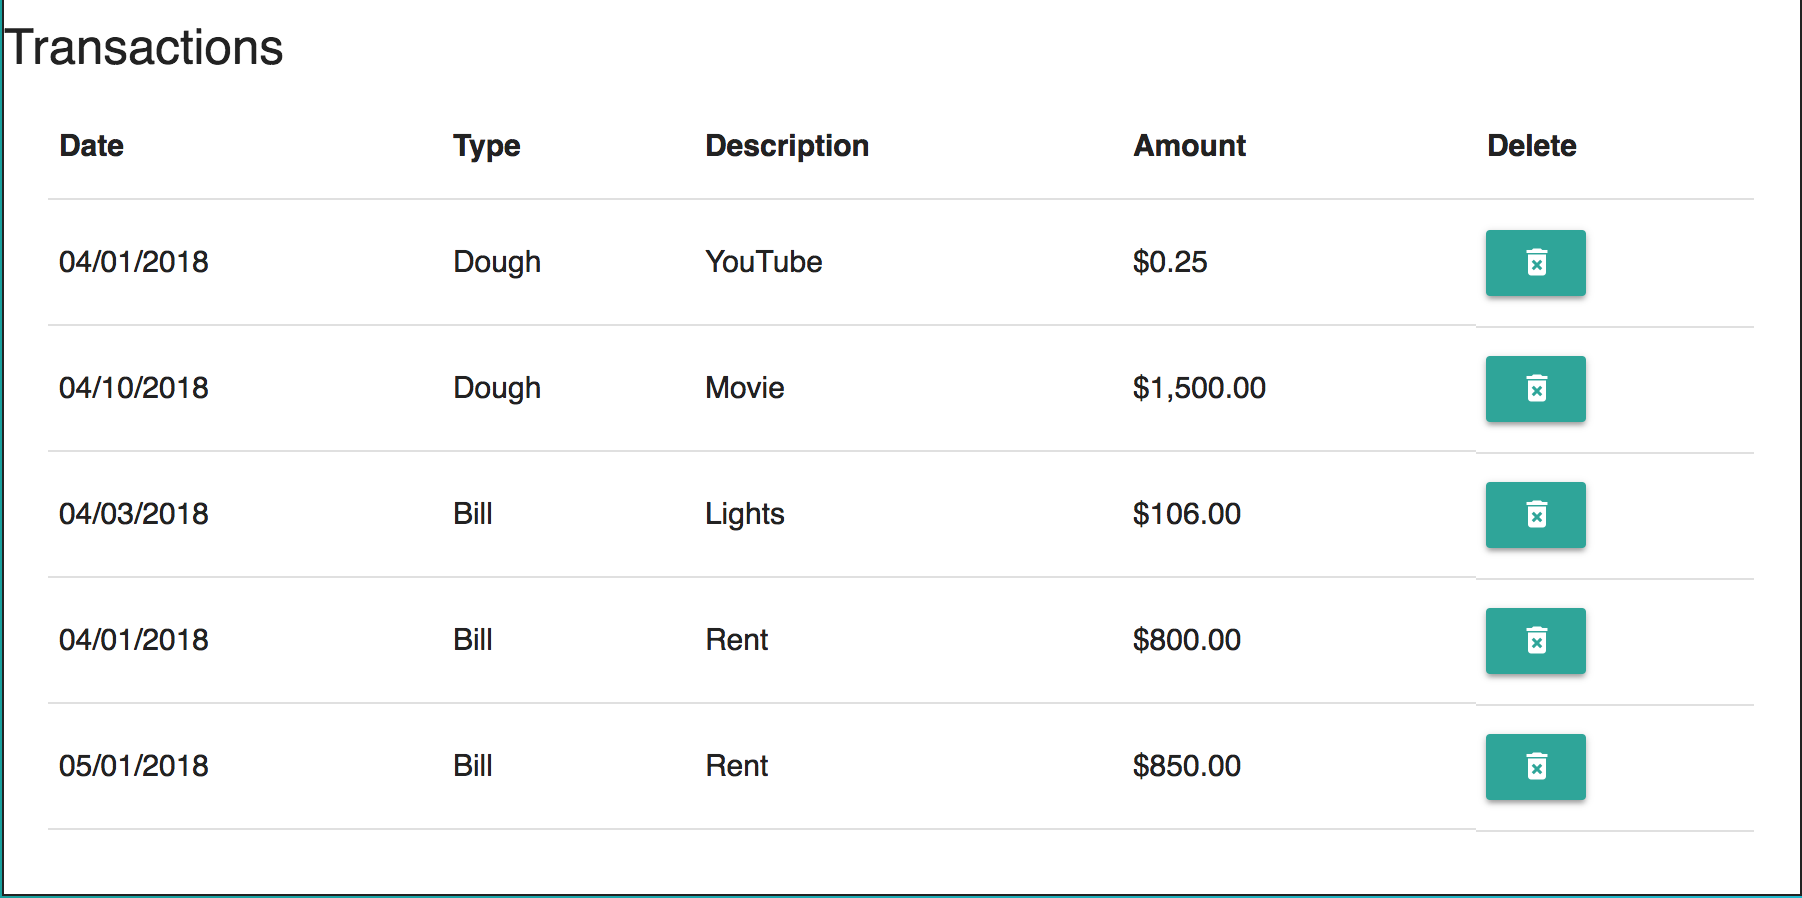 Transactions
Date Type Description Amount Delete
04/01/2018 Dough YouTube $0.25
04/10/2018 Dough Movie $1,500.00
04/03/2018 Bill Lights $106.00
04/01/2018 Bill Rent $800.00
05/01/2018 Bill Rent $850.00